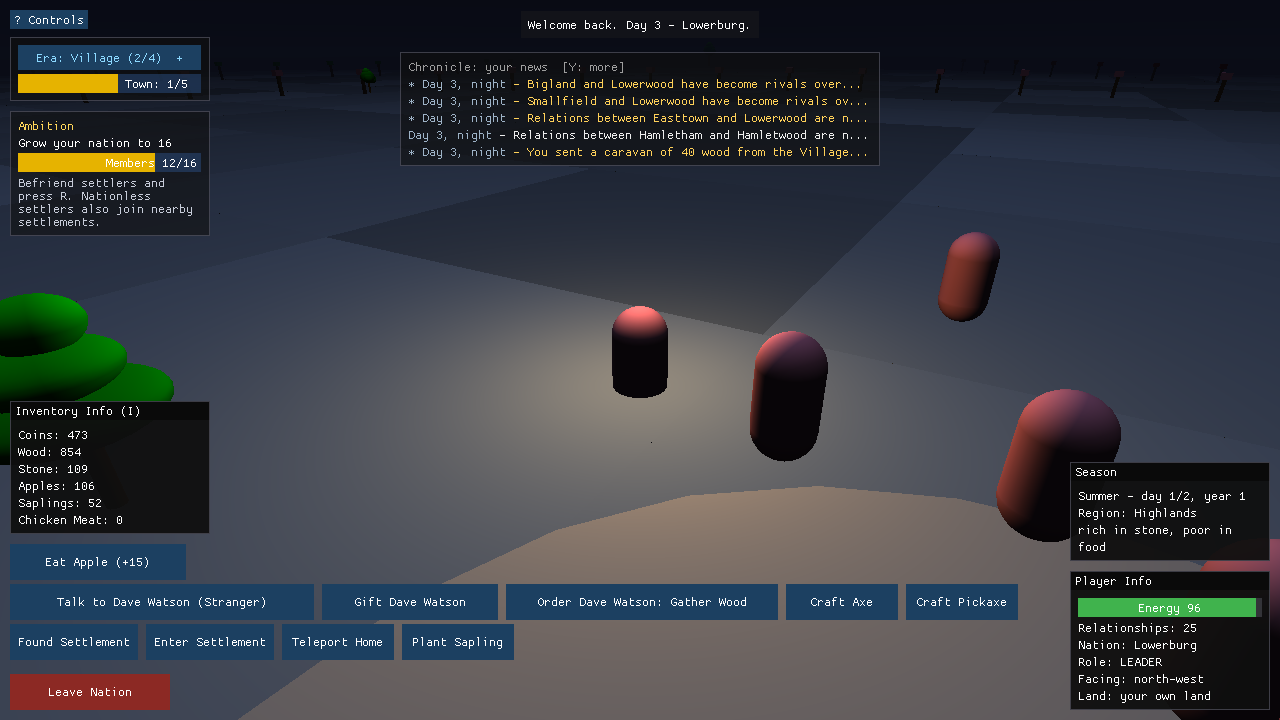 ? Controls
Welcome back. Day 3 - Lowerburg.
Era: Village (2/4) +
Town: 1/5
Chronicle: your news [Y: more]
* Day 3, night - Bigland and Lowerwood have become rivals over...
* Day 3, night - Smallfield and Lowerwood have become rivals ov...
* Day 3, night - Relations between Easttown and Lowerwood are n...
Day 3, night - Relations between Hamletham and Hamletwood are n...
* Day 3, night - You sent a caravan of 40 wood from the Village...
Ambition
Grow your nation to 16
Members 12/16
Befriend settlers and
press R. Nationless
settlers also join nearby
settlements.
Inventory Info (I)
Coins: 473
Wood: 854
Stone: 109
Apples: 106
Saplings: 52
Chicken Meat: 0
Season
Summer - day 1/2, year 1
Region: Highlands
rich in stone, poor in
food
Eat Apple (+15)
Talk to Dave Watson (Stranger)
Gift Dave Watson
Order Dave Watson: Gather Wood
Craft Axe
Craft Pickaxe
Found Settlement
Enter Settlement
Teleport Home
Plant Sapling
Leave Nation
Player Info
Energy 96
Relationships: 25
Nation: Lowerburg
Role: LEADER
Facing: north-west
Land: your own land